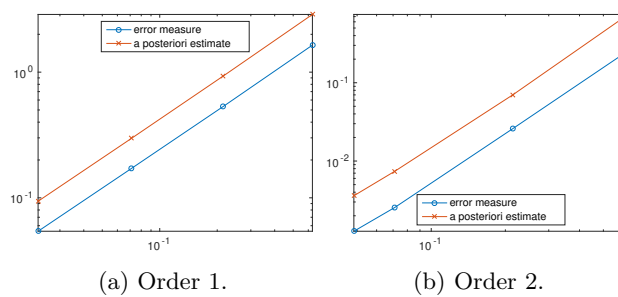 error measure
a posteriori estimate
10^0
10^-1
10^-1
(a) Order 1.
10^-1
10^-2
error measure
a posteriori estimate
10^-1
(b) Order 2.